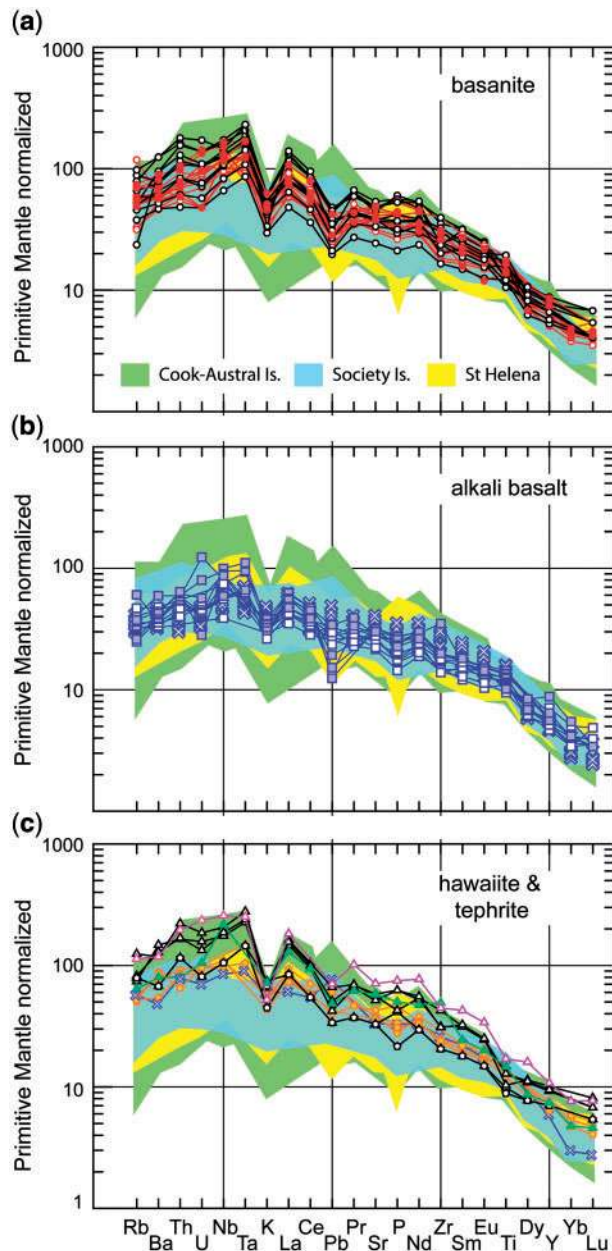 (a)
1000
100
10
Primitive Mantle normalized
basanite
Cook-Austral Is. Society Is. St Helena
(b)
1000
100
10
Primitive Mantle normalized
alkali basalt
(c)
1000
100
10
1
Primitive Mantle normalized
hawaiite &
tephrite
Rb Th Nb K Ce Pr P Zr Eu Dy Yb
Ba U Ta La Pb Sr Nd Sm Ti Y Lu